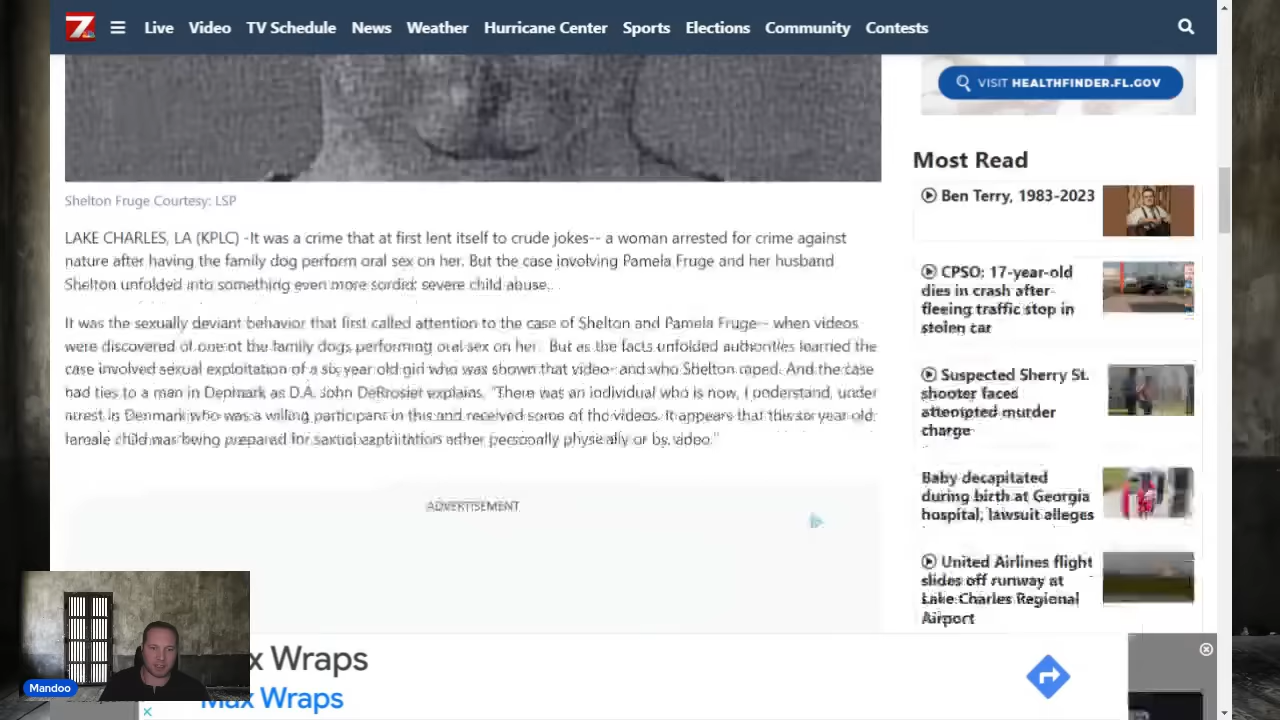 7
Live Video TV Schedule News Weather Hurricane Center Sports Elections Community Contests
VISIT HEALTHFINDER.FL.GOV
Shelton Fruge Courtesy: LSP
LAKE CHARLES, LA (KPLC) -It was a crime that at first lent itself to crude jokes-- a woman arrested for crime against
nature after having the family dog perform oral sex on her. But the case involving Pamela Fruge and her husband
Shelton unfolded into something even more sordid: severe child abuse.
It was the sexually deviant behavior that first called attention to the case of Shelton and Pamela Fruge-- when videos
were discovered of one of the family dogs performing oral sex on her. But as the facts unfolded authorities learned the
case involved sexual exploitation of a six year old girl who was shown that video- and who Shelton raped. And the case
had ties to a man in Denmark as D.A. John DeRosier explains. "There was an individual who is now, I understand, under
arrest in Denmark who was a willing participant in this and received some of the videos. It appears that this six year old
female child was being prepared for sexual exploitation either personally physically or by video."
ADVERTISEMENT
Most Read
Ben Terry, 1983-2023
CPSO: 17-year-old
dies in crash after
fleeing traffic stop in
stolen car
Suspected Sherry St.
shooter faces
attempted murder
charge
Baby decapitated
during birth at Georgia
hospital, lawsuit alleges
United Airlines flight
slides off runway at
Lake Charles Regional
Airport
x Wraps
Max Wraps
Mandoo